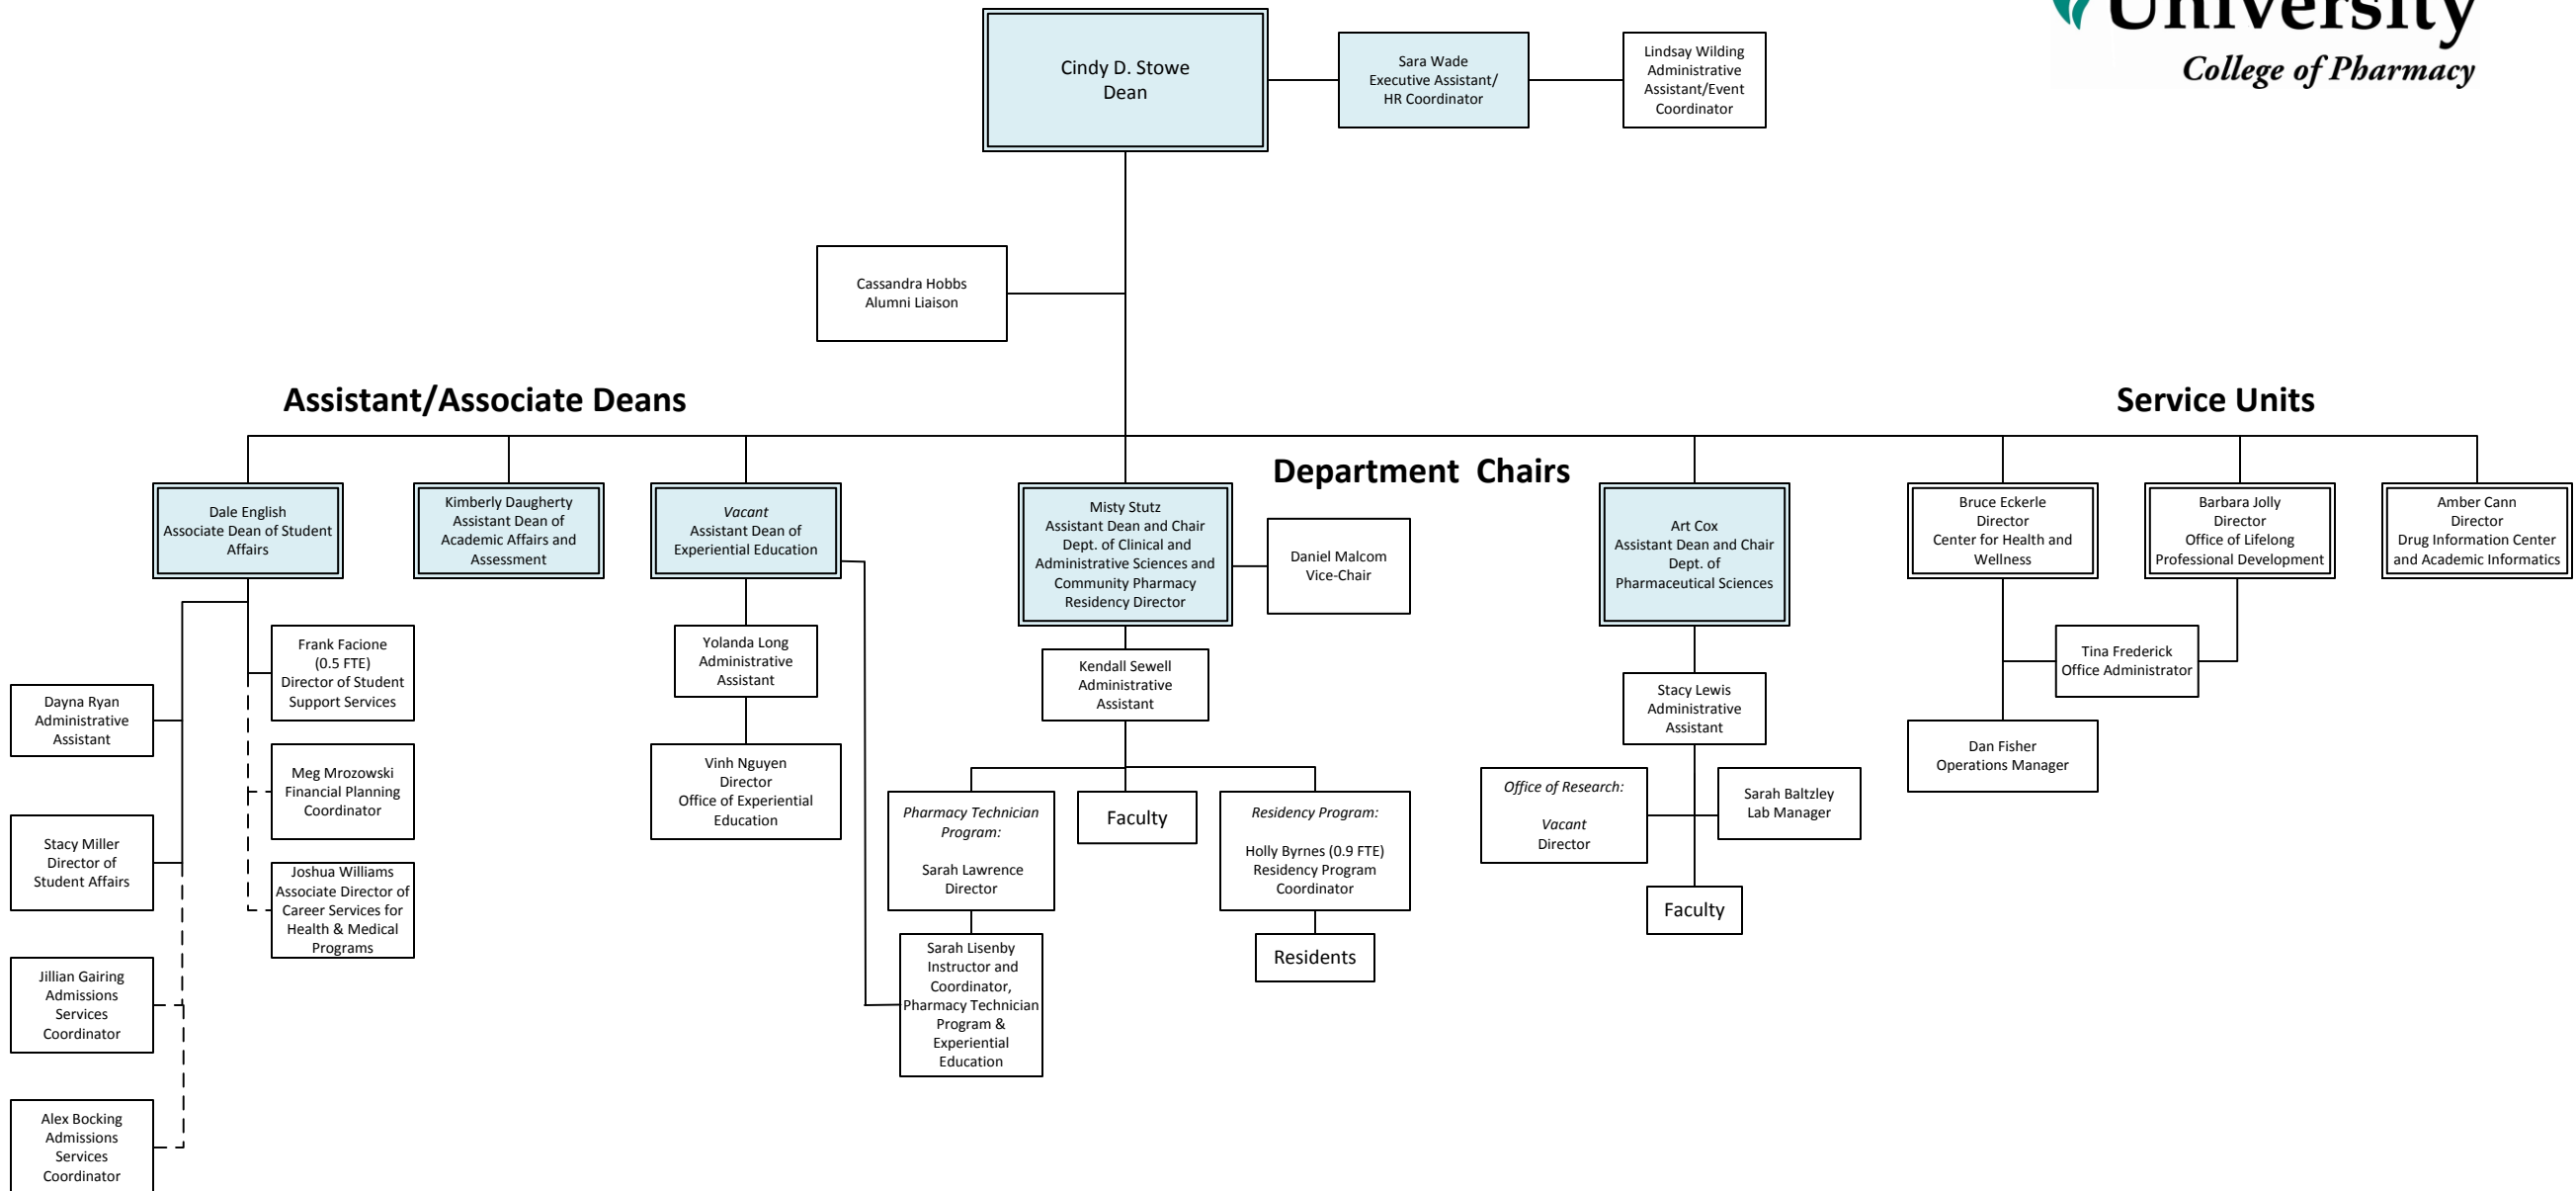 University
College of Pharmacy
Cindy D. Stowe
Dean
Sara Wade
Executive Assistant/
HR Coordinator
Lindsay Wilding
Administrative
Assistant/Event
Coordinator
Cassandra Hobbs
Alumni Liaison
Assistant/Associate Deans
Service Units
Department Chairs
Dale English
Associate Dean of Student
Affairs
Kimberly Daugherty
Assistant Dean of
Academic Affairs and
Assessment
Vacant
Assistant Dean of
Experiential Education
Misty Stutz
Assistant Dean and Chair
Dept. of Clinical and
Administrative Sciences and
Community Pharmacy
Residency Director
Daniel Malcom
Vice-Chair
Art Cox
Assistant Dean and Chair
Dept. of
Pharmaceutical Sciences
Bruce Eckerle
Director
Center for Health and
Wellness
Barbara Jolly
Director
Office of Lifelong
Professional Development
Amber Cann
Director
Drug Information Center
and Academic Informatics
Frank Facione
(0.5 FTE)
Director of Student
Support Services
Dayna Ryan
Administrative
Assistant
Meg Mrozowski
Financial Planning
Coordinator
Stacy Miller
Director of
Student Affairs
Joshua Williams
Associate Director of
Career Services for
Health & Medical
Programs
Jillian Gairing
Admissions
Services
Coordinator
Alex Bocking
Admissions
Services
Coordinator
Yolanda Long
Administrative
Assistant
Vinh Nguyen
Director
Office of Experiential
Education
Kendall Sewell
Administrative
Assistant
Pharmacy Technician
Program:
Sarah Lawrence
Director
Faculty
Residency Program:
Holly Byrnes (0.9 FTE)
Residency Program
Coordinator
Sarah Lisenby
Instructor and
Coordinator,
Pharmacy Technician
Program &
Experiential
Education
Residents
Stacy Lewis
Administrative
Assistant
Office of Research:
Vacant
Director
Sarah Baltzley
Lab Manager
Faculty
Tina Frederick
Office Administrator
Dan Fisher
Operations Manager